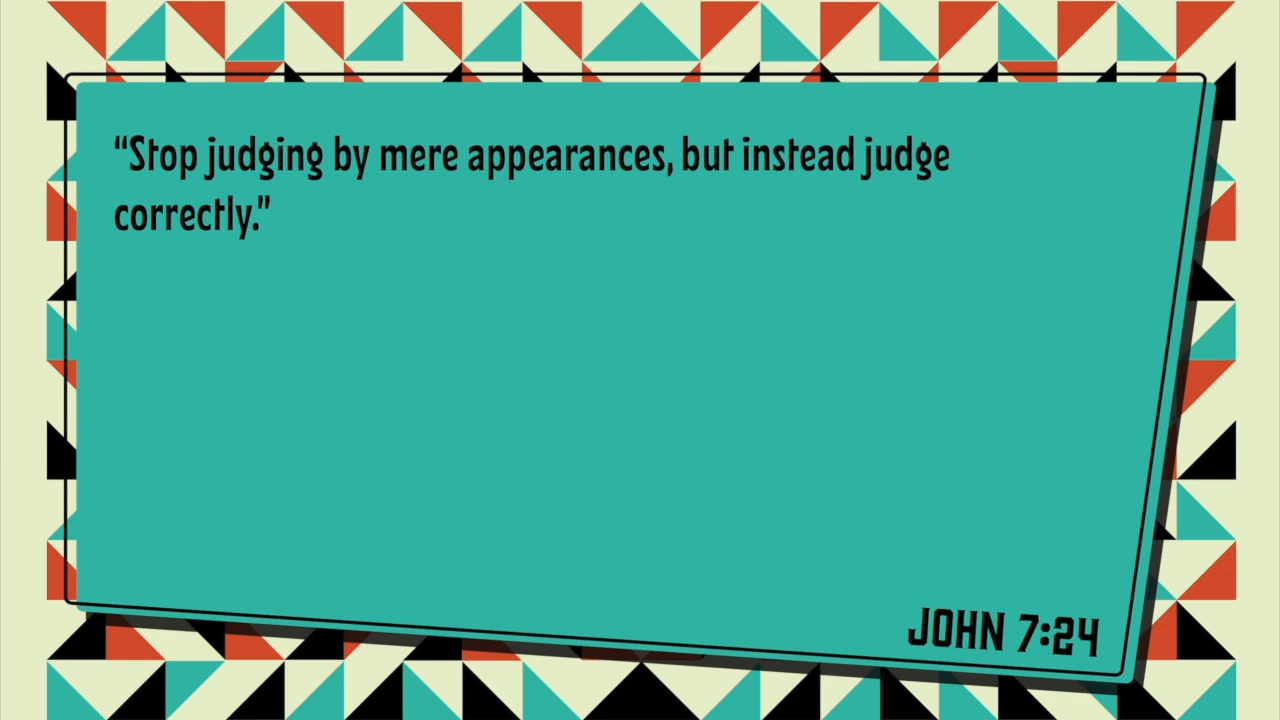 “Stop judging by mere appearances, but instead judge
correctly.”
JOHN 7:24